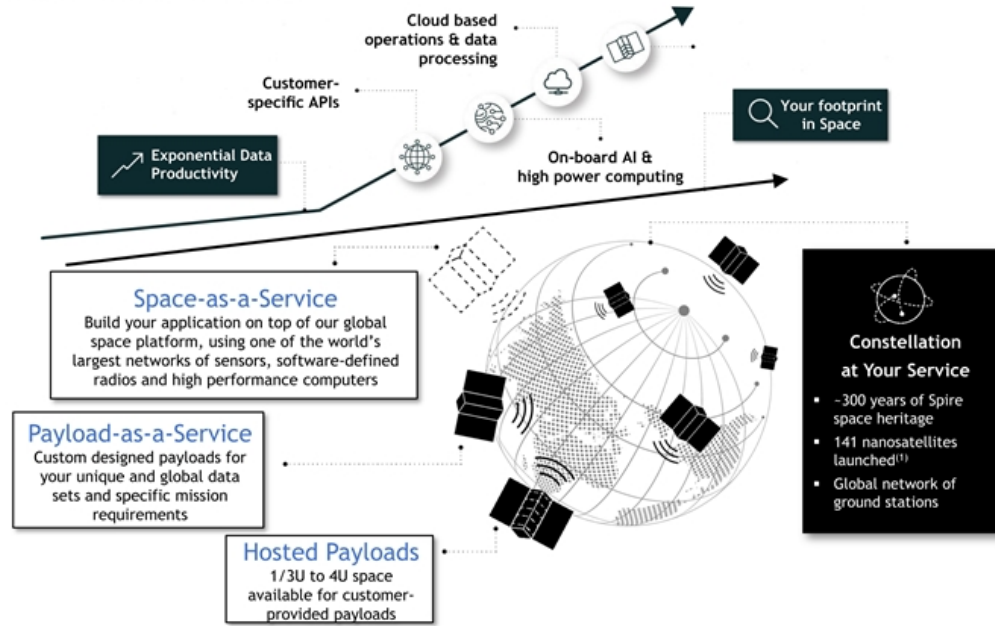 Cloud based
operations & data
processing
Customer-
specific APIs
Your footprint
in Space
Exponential Data
Productivity
On-board AI &
high power computing
Space-as-a-Service
Build your application on top of our global
space platform, using one of the world's
largest networks of sensors, software-defined
radios and high performance computers
Payload-as-a-Service
Custom designed payloads for
your unique and global data
sets and specific mission
requirements
Hosted Payloads
1/3U to 4U space
available for customer-
provided payloads
Constellation
at Your Service
▪ ~300 years of Spire
space heritage
▪ 141 nanosatellites
launched(1)
▪ Global network of
ground stations